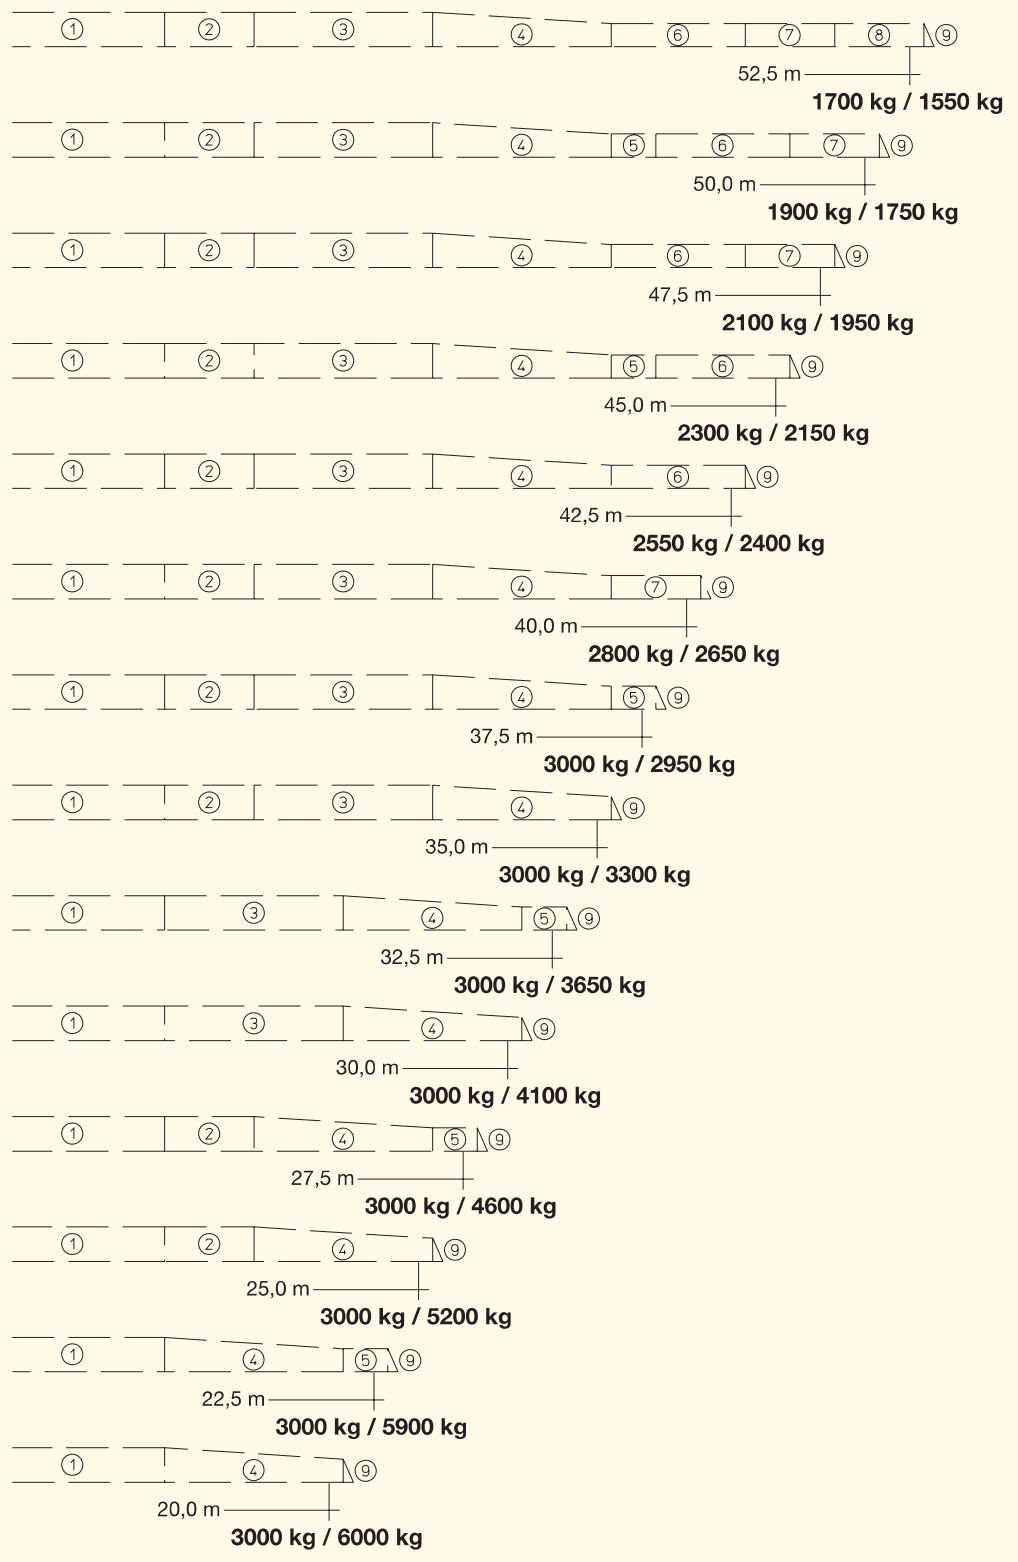 ① ② ③ ④ ⑥ ⑦ ⑧ ⑨
52,5 m
1700 kg / 1550 kg
① ② ③ ④ ⑤ ⑥ ⑦ ⑨
50,0 m
1900 kg / 1750 kg
① ② ③ ④ ⑥ ⑦ ⑨
47,5 m
2100 kg / 1950 kg
① ② ③ ④ ⑤ ⑥ ⑨
45,0 m
2300 kg / 2150 kg
① ② ③ ④ ⑥ ⑨
42,5 m
2550 kg / 2400 kg
① ② ③ ④ ⑦ ⑨
40,0 m
2800 kg / 2650 kg
① ② ③ ④ ⑤ ⑨
37,5 m
3000 kg / 2950 kg
① ② ③ ④ ⑨
35,0 m
3000 kg / 3300 kg
① ③ ④ ⑤ ⑨
32,5 m
3000 kg / 3650 kg
① ③ ④ ⑨
30,0 m
3000 kg / 4100 kg
① ② ④ ⑤ ⑨
27,5 m
3000 kg / 4600 kg
① ② ④ ⑨
25,0 m
3000 kg / 5200 kg
① ④ ⑤ ⑨
22,5 m
3000 kg / 5900 kg
① ④ ⑨
20,0 m
3000 kg / 6000 kg